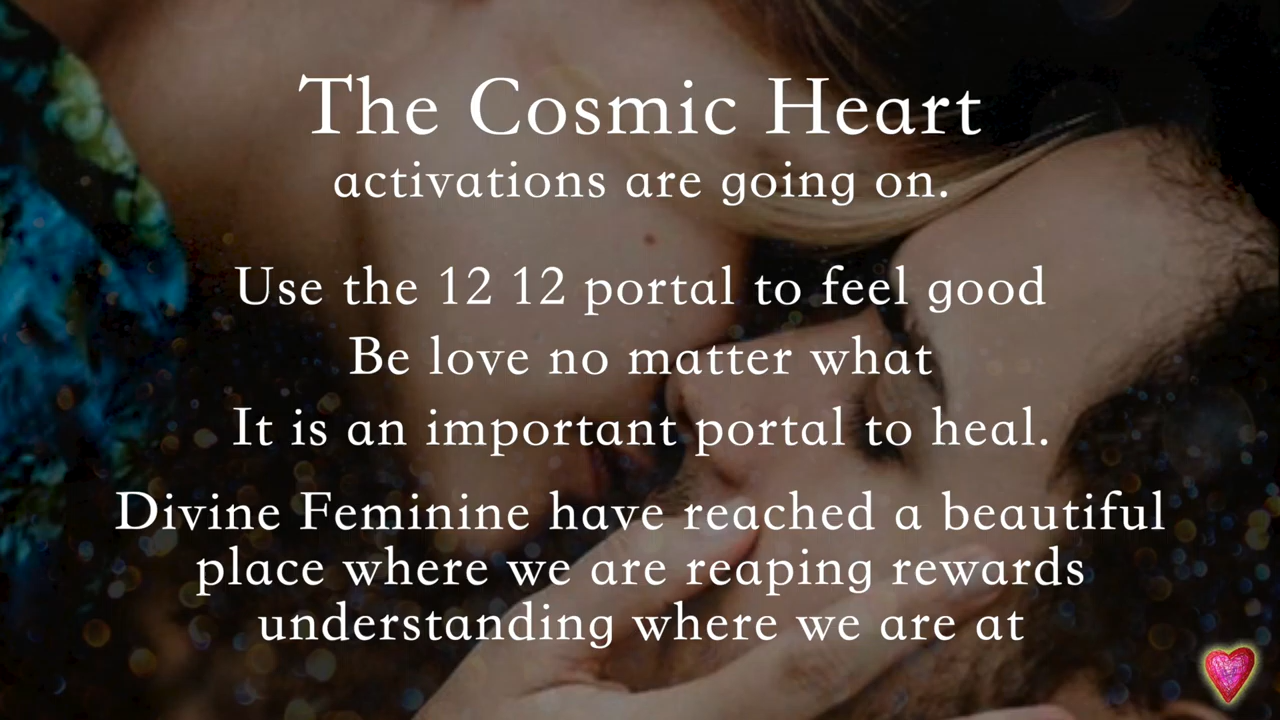 The Cosmic Heart
activations are going on.
Use the 12 12 portal to feel good
Be love no matter what
It is an important portal to heal.
Divine Feminine have reached a beautiful
place where we are reaping rewards
understanding where we are at